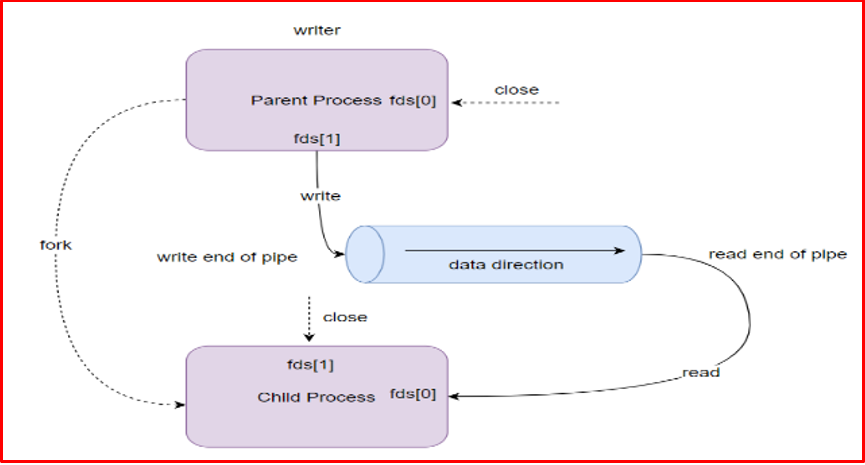 writer
Parent Process fds[0]
close
fds[1]
write
fork
write end of pipe
data direction
read end of pipe
close
fds[1]
read
Child Process fds[0]